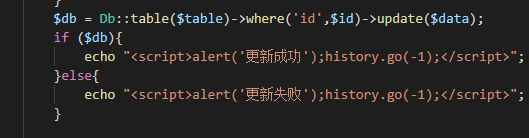 }
$db = Db::table($table)->where('id',$id)->update($data);
if ($db){
echo "<script>alert('更新成功');history.go(-1);</script>";
}else{
echo "<script>alert('更新失败');history.go(-1);</script>";
}